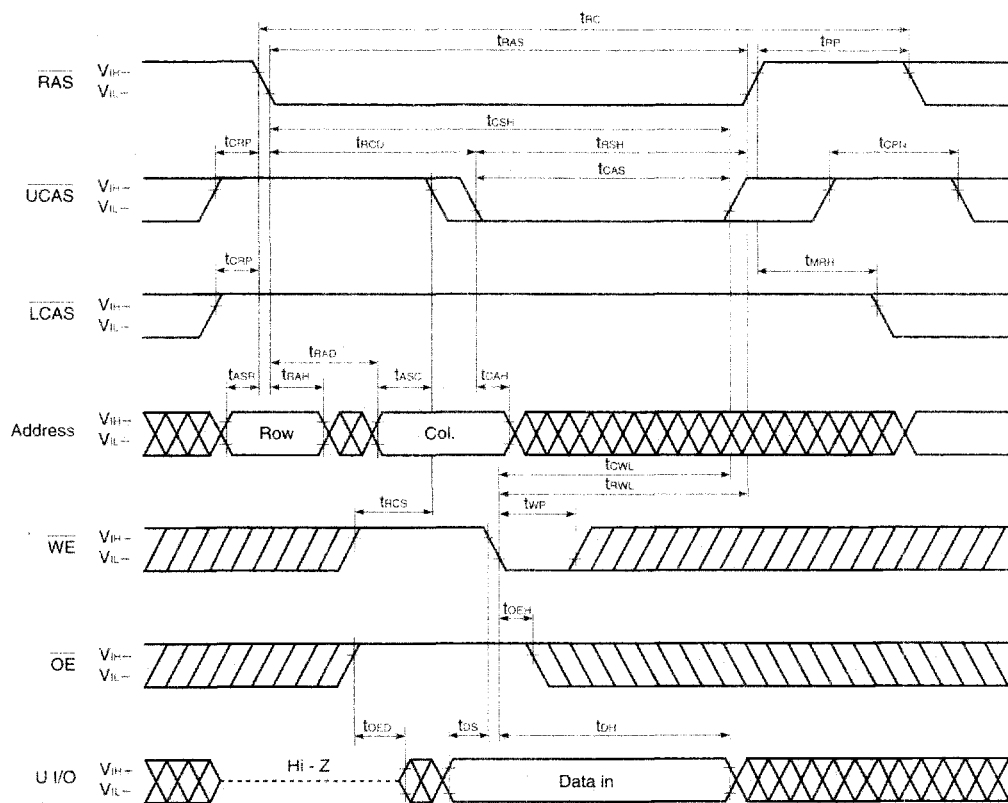 tRC
tRAS
tRP
RAS
VIH
VIL
tCSH
tCRP
tRCD
tRSH
tCPN
tCAS
UCAS
VIH
VIL
tCRP
tMRH
LCAS
VIH
VIL
tRAD
tASR
tRAH
tASC
tCAH
Address
VIH
VIL
Row
Col.
tCWL
tRWL
tRCS
tWP
WE
VIH
VIL
tOEH
OE
VIH
VIL
tOED
tDS
tDH
U I/O
VIH
VIL
Hi - Z
Data in